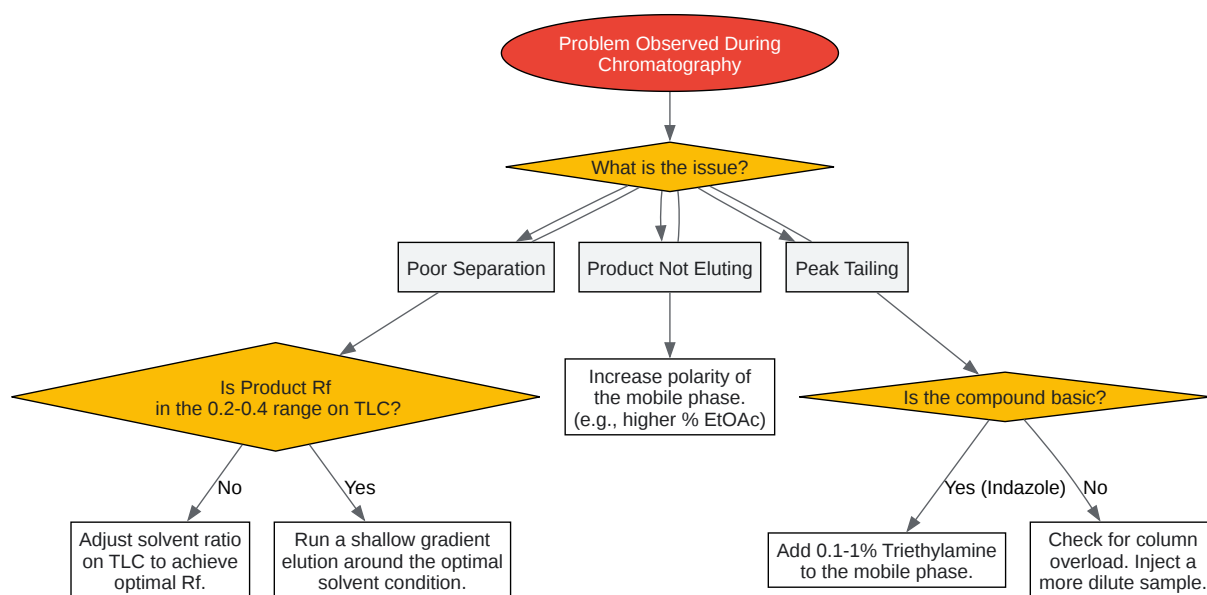 Problem Observed During
Chromatography
What is the issue?
Poor Separation
Product Not Eluting
Peak Tailing
Is Product Rf
in the 0.2-0.4 range on TLC?
Increase polarity of
the mobile phase.
(e.g., higher % EtOAc)
Is the compound basic?
No
Yes
Yes (Indazole)
No
Adjust solvent ratio
on TLC to achieve
optimal Rf.
Run a shallow gradient
elution around the optimal
solvent condition.
Add 0.1-1% Triethylamine
to the mobile phase.
Check for column
overload. Inject a
more dilute sample.